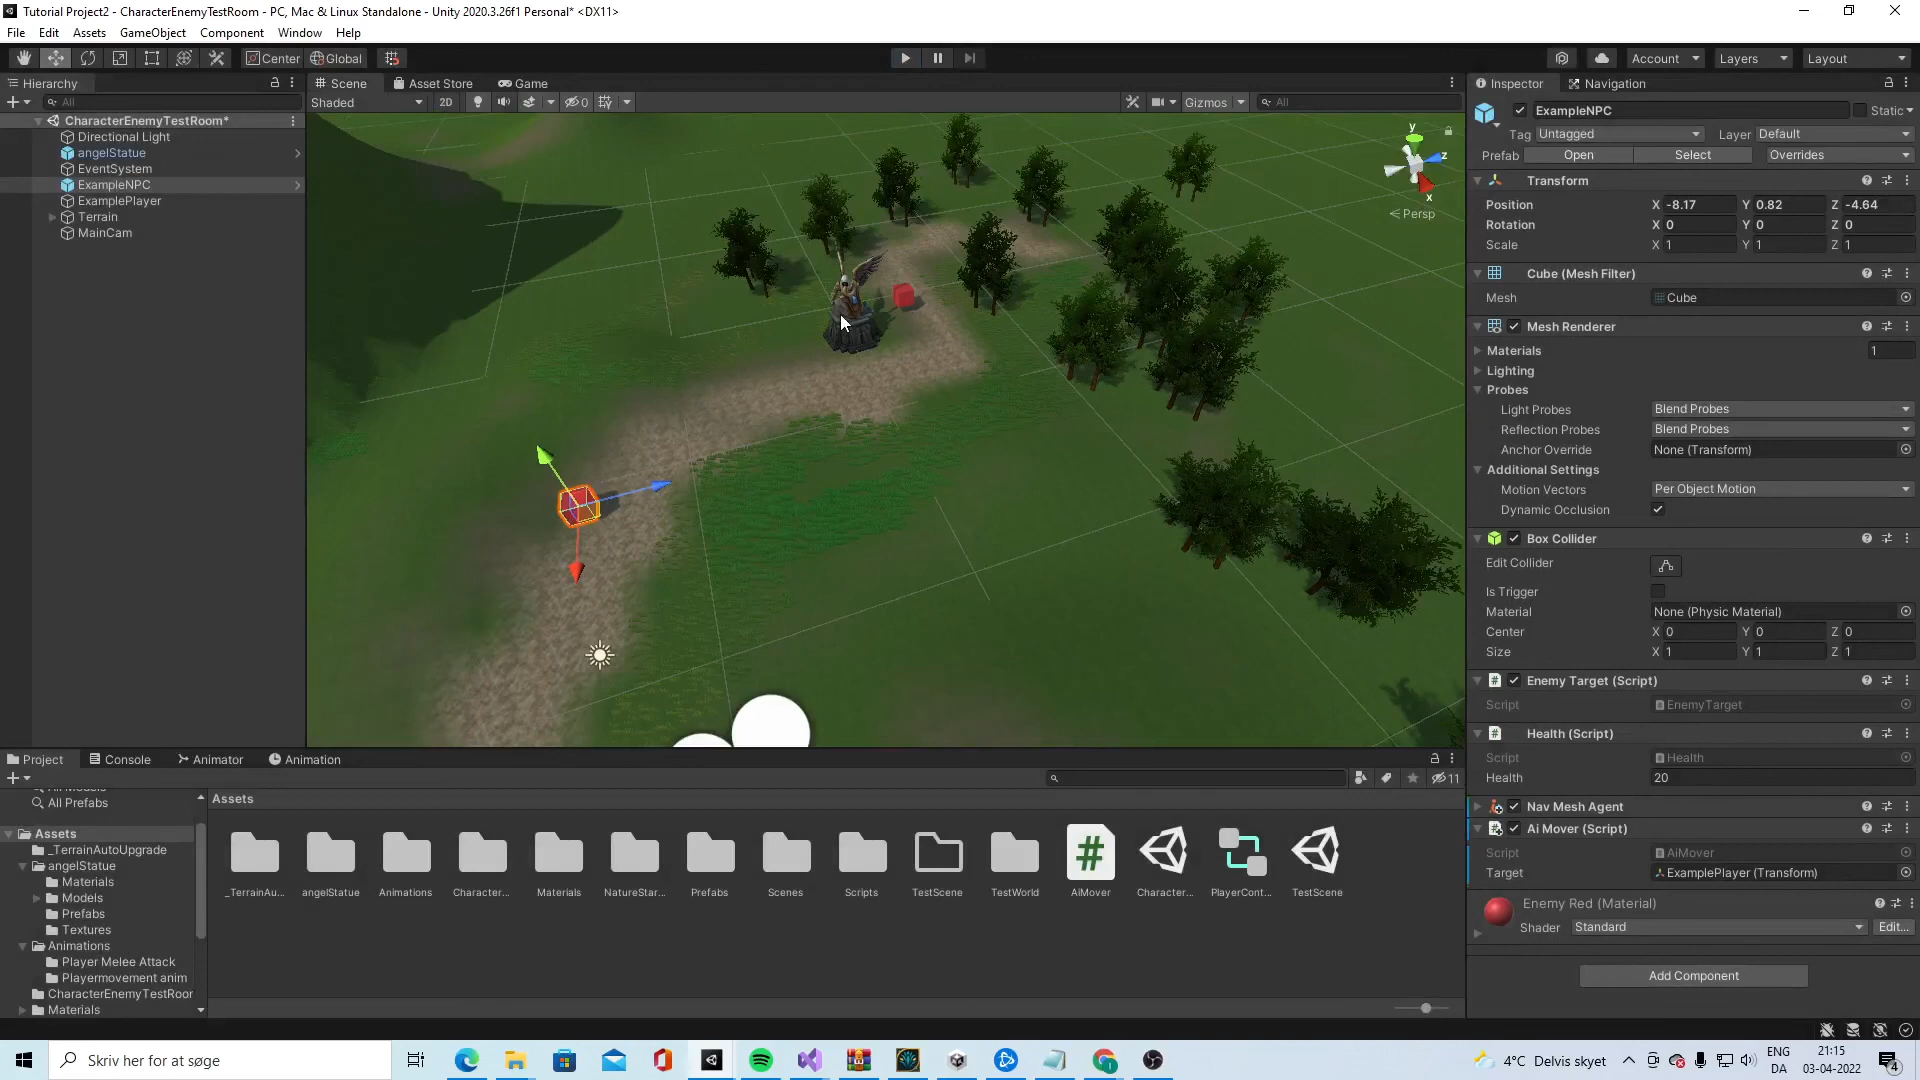 Tutorial Project2 - CharacterEnemyTestRoom - PC, Mac & Linux Standalone - Unity 2020.3.26f1 Personal* <DX11>
File Edit Assets GameObject Component Window Help
Center Global Account Layers Layout
Hierarchy
All
CharacterEnemyTestRoom*
Directional Light
angelStatue
EventSystem
ExampleNPC
ExamplePlayer
Terrain
MainCam
Scene Asset Store Game
Shaded 2D 0 Gizmos All
y
z
x
Persp
Inspector Navigation
ExampleNPC Static
Tag Untagged Layer Default
Prefab Open Select Overrides
Transform
Position X -8.17 Y 0.82 Z -4.64
Rotation X 0 Y 0 Z 0
Scale X 1 Y 1 Z 1
Cube (Mesh Filter)
Mesh Cube
Mesh Renderer
Materials 1
Lighting
Probes
Light Probes Blend Probes
Reflection Probes Blend Probes
Anchor Override None (Transform)
Additional Settings
Motion Vectors Per Object Motion
Dynamic Occlusion
Box Collider
Edit Collider
Is Trigger
Material None (Physic Material)
Center X 0 Y 0 Z 0
Size X 1 Y 1 Z 1
Enemy Target (Script)
Script EnemyTarget
Health (Script)
Script Health
Health 20
Nav Mesh Agent
Ai Mover (Script)
Script AiMover
Target ExamplePlayer (Transform)
Enemy Red (Material)
Shader Standard Edit...
Add Component
Project Console Animator Animation
11
All Prefabs
Assets
_TerrainAutoUpgrade
angelStatue
Materials
Models
Prefabs
Textures
Animations
Player Melee Attack
Playermovement anim
CharacterEnemyTestRoor
Materials
Assets
_TerrainAu... angelStatue Animations Character... Materials NatureStar... Prefabs Scenes Scripts TestScene TestWorld AiMover Character... PlayerCont... TestScene
Skriv her for at søge
4°C Delvis skyet
ENG
DA
21:15
03-04-2022
4